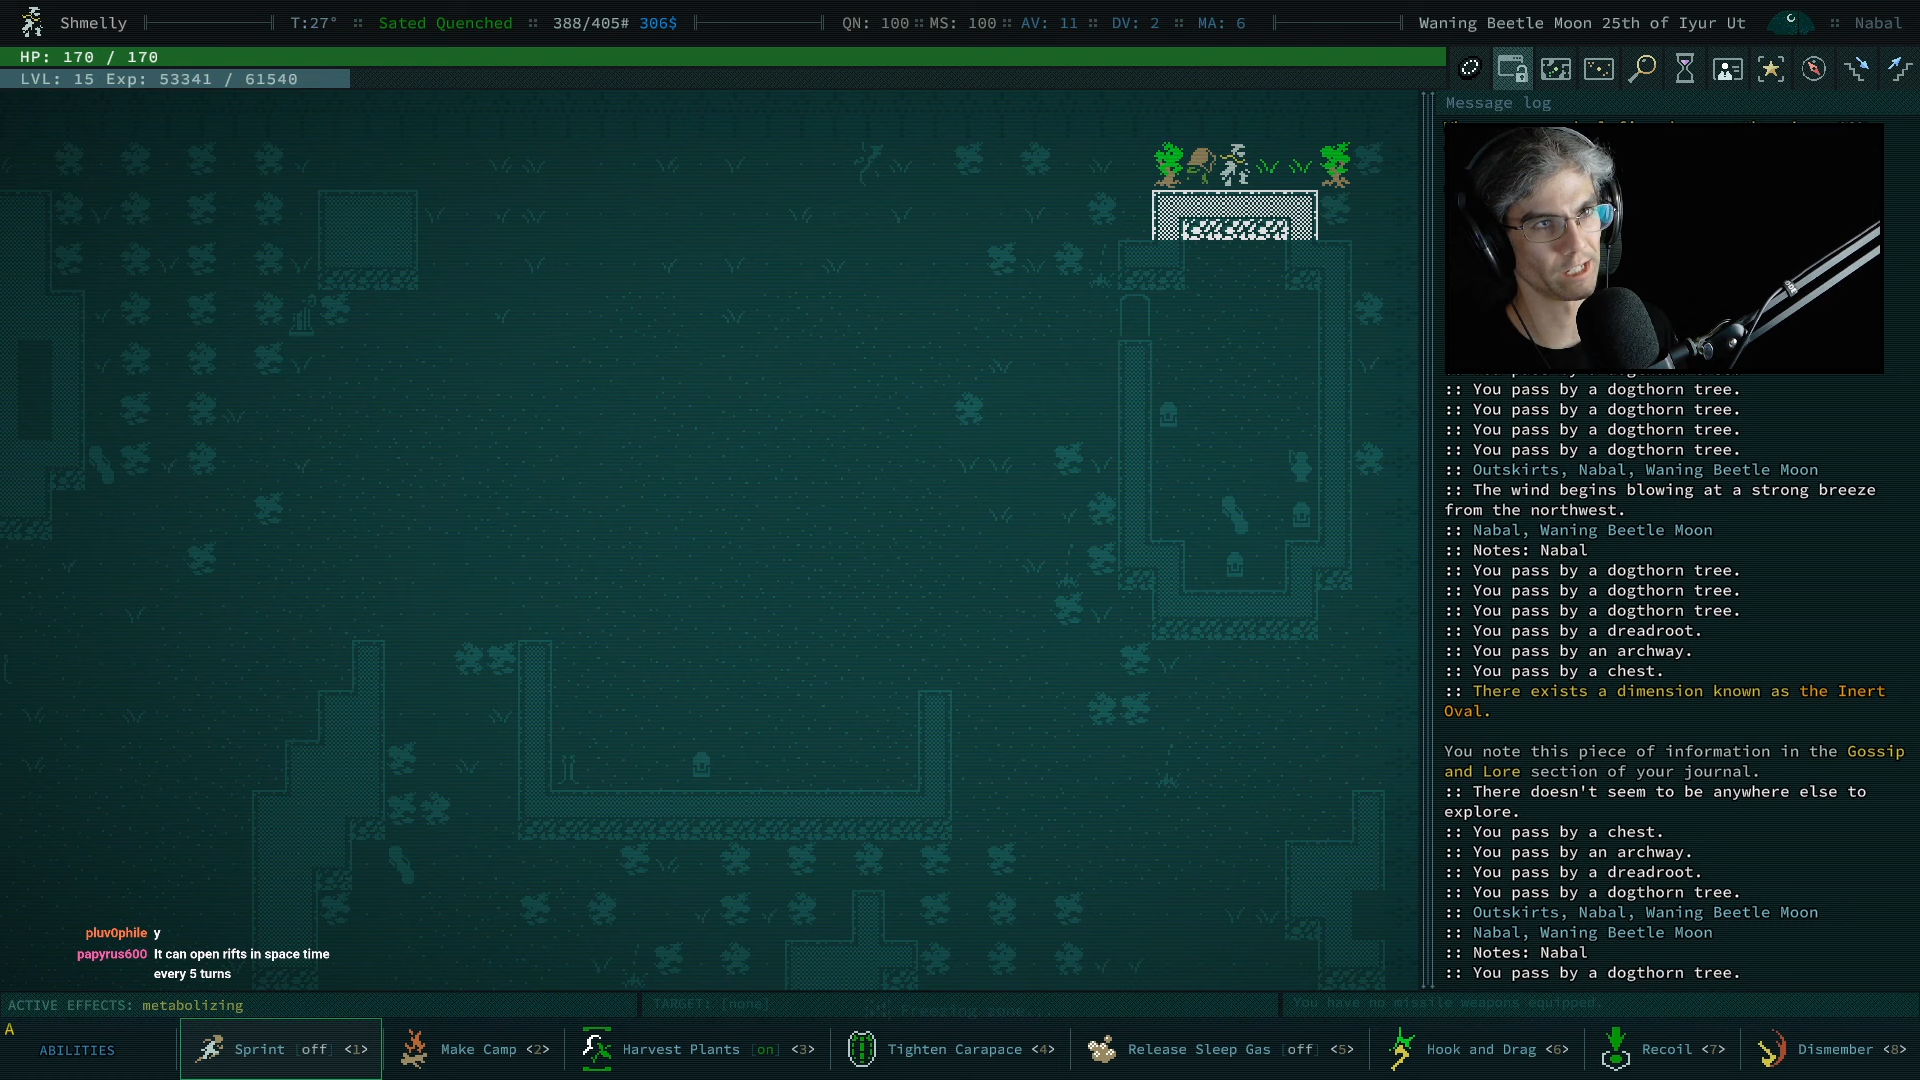 Shmelly
T:27° :: Sated Quenched :: 388/405# 306$
QN: 100 :: MS: 100 :: AV: 11 :: DV: 2 :: MA: 6
Waning Beetle Moon 25th of Iyur Ut
:: Nabal
HP: 170 / 170
LVL: 15 Exp: 53341 / 61540
Message log
:: You pass by a dogthorn tree.
:: You pass by a dogthorn tree.
:: You pass by a dogthorn tree.
:: You pass by a dogthorn tree.
:: Outskirts, Nabal, Waning Beetle Moon
:: The wind begins blowing at a strong breeze
from the northwest.
:: Nabal, Waning Beetle Moon
:: Notes: Nabal
:: You pass by a dogthorn tree.
:: You pass by a dogthorn tree.
:: You pass by a dogthorn tree.
:: You pass by a dreadroot.
:: You pass by an archway.
:: You pass by a chest.
:: There exists a dimension known as the Inert
Oval.
You note this piece of information in the Gossip
and Lore section of your journal.
:: There doesn't seem to be anywhere else to
explore.
:: You pass by a chest.
:: You pass by an archway.
:: You pass by a dreadroot.
:: You pass by a dogthorn tree.
:: Outskirts, Nabal, Waning Beetle Moon
:: Nabal, Waning Beetle Moon
:: Notes: Nabal
:: You pass by a dogthorn tree.
pluv0phile y
papyrus600 It can open rifts in space time
every 5 turns
ACTIVE EFFECTS: metabolizing
TARGET: [none]
Freezing zone...
You have no missile weapons equipped.
A
ABILITIES
Sprint [off] <1>
Make Camp <2>
Harvest Plants [on] <3>
Tighten Carapace <4>
Release Sleep Gas [off] <5>
Hook and Drag <6>
Recoil <7>
Dismember <8>